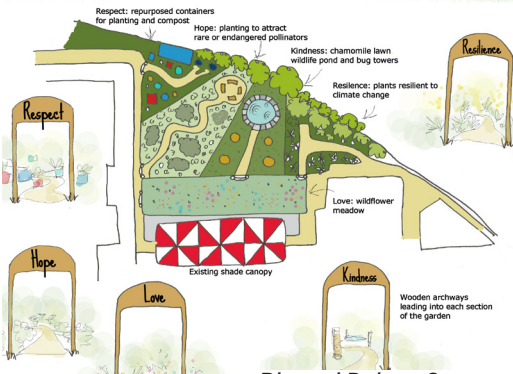 Respect: repurposed containers
for planting and compost
Hope: planting to attract
rare or endangered pollinators
Kindness: chamomile lawn
wildlife pond and bug towers
Resilience
Resilence: plants resilient to
climate change
Respect
Love: wildflower
meadow
Existing shade canopy
Hope
Love
Kindness
Wooden archways
leading into each section
of the garden